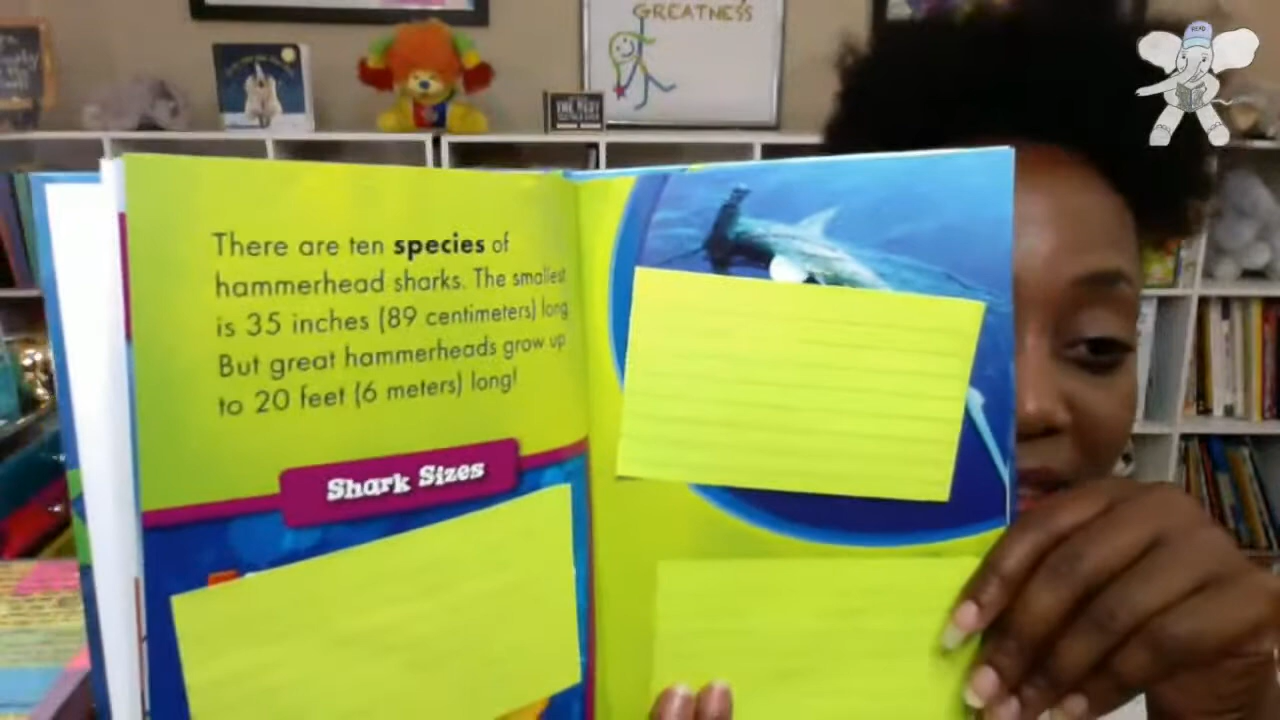 GREATNESS
READ
There are ten species of
hammerhead sharks. The smallest
is 35 inches (89 centimeters) long
But great hammerheads grow up
to 20 feet (6 meters) long!
Shark Sizes